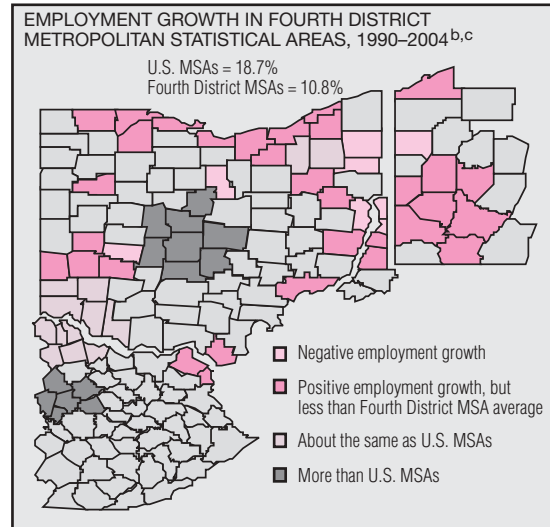 EMPLOYMENT GROWTH IN FOURTH DISTRICT
METROPOLITAN STATISTICAL AREAS, 1990–2004b,c
U.S. MSAs = 18.7%
Fourth District MSAs = 10.8%
Negative employment growth
Positive employment growth, but
less than Fourth District MSA average
About the same as U.S. MSAs
More than U.S. MSAs